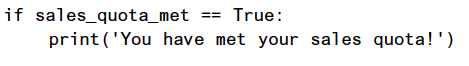 if sales_quota_met == True:
    print('You have met your sales quota!')